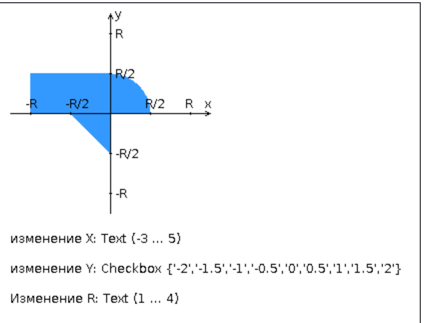 y
R
R/2
-R -R/2 R/2 R x
-R/2
-R
изменение X: Text (-3 ... 5)
изменение Y: Checkbox {'-2','-1.5','-1','-0.5','0','0.5','1','1.5','2'}
Изменение R: Text (1 ... 4)